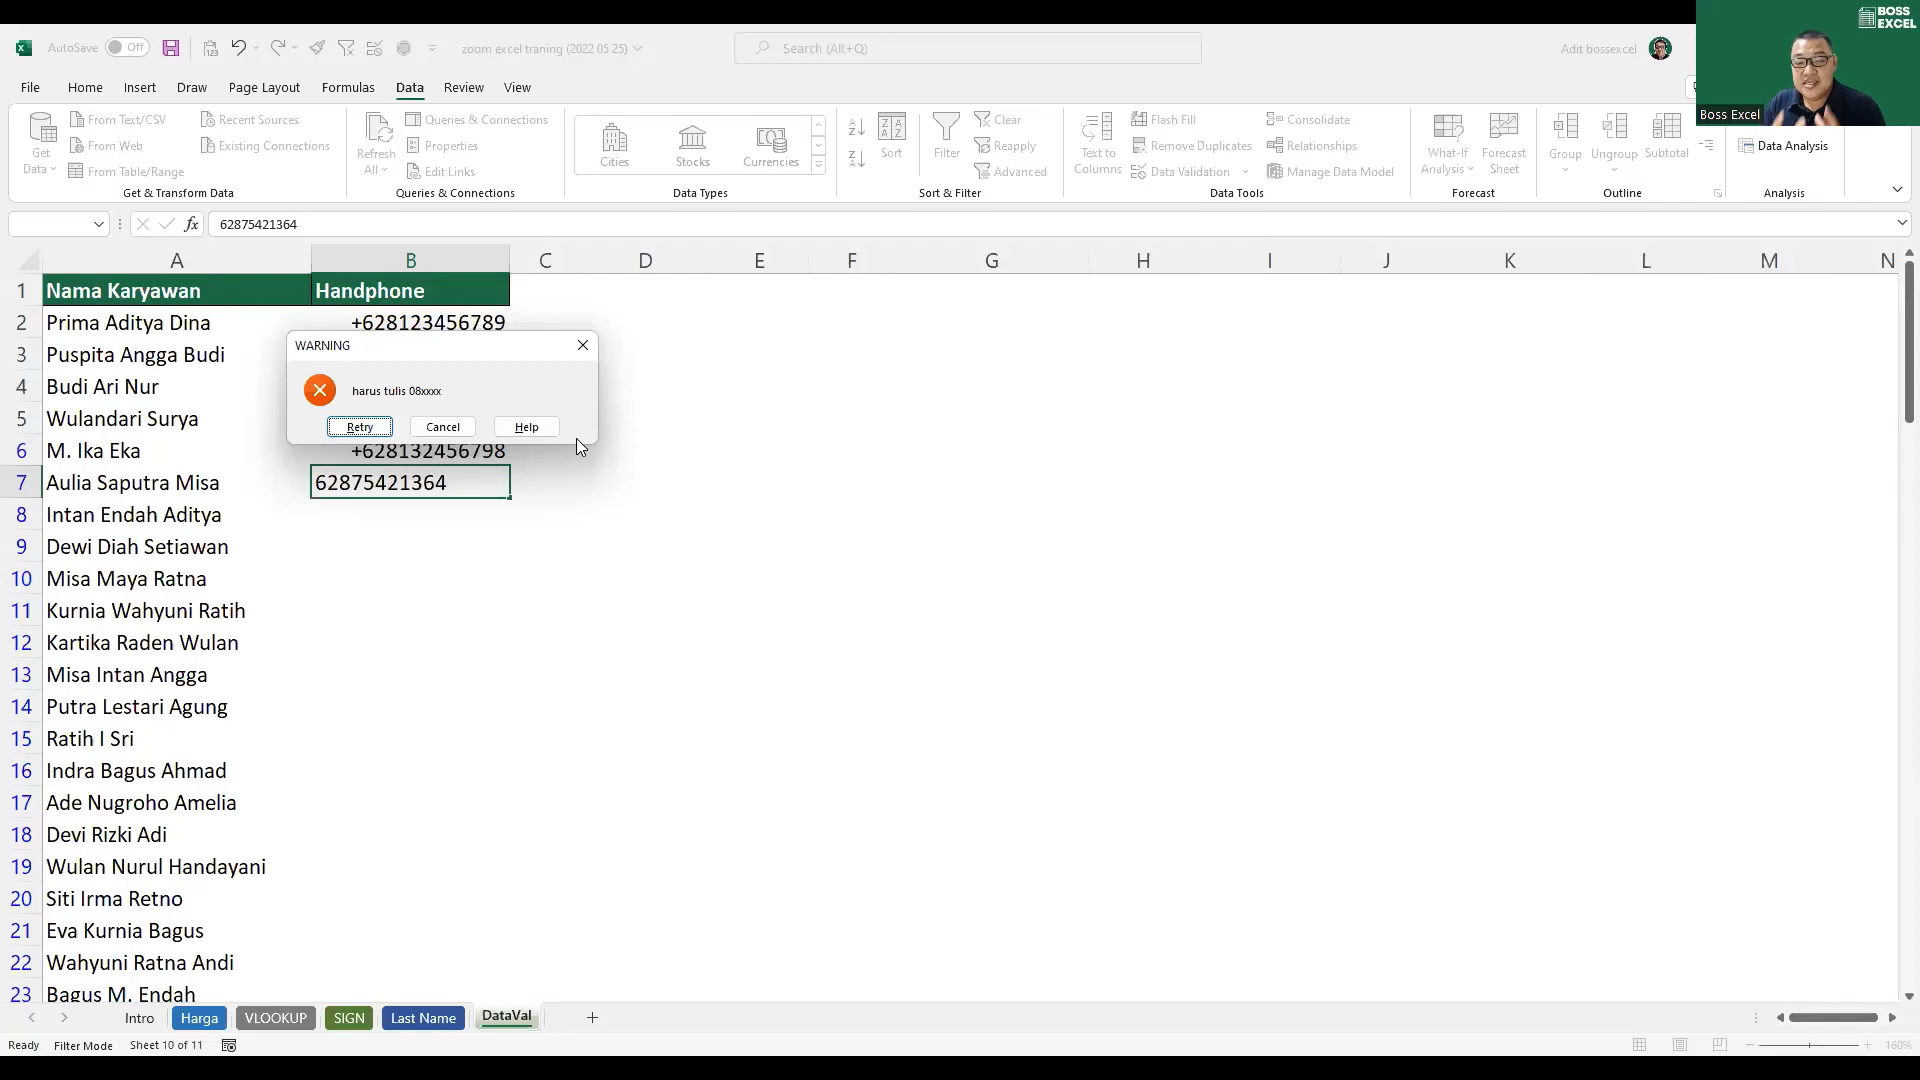 BOSS
EXCEL
Boss Excel
AutoSave Off
zoom excel traning (2022 05 25)
Search (Alt+Q)
Adit bossexcel
File Home Insert Draw Page Layout Formulas Data Review View
Get Data
From Text/CSV
From Web
From Table/Range
Recent Sources
Existing Connections
Get & Transform Data
Refresh All
Queries & Connections
Properties
Edit Links
Queries & Connections
Cities Stocks Currencies
Data Types
Sort
Filter
Clear
Reapply
Advanced
Sort & Filter
Text to Columns
Flash Fill
Remove Duplicates
Data Validation
Consolidate
Relationships
Manage Data Model
Data Tools
What-If Analysis
Forecast Sheet
Forecast
Group Ungroup Subtotal
Outline
Data Analysis
Analysis
fx 62875421364
A B C D E F G H I J K L M N
1 Nama Karyawan Handphone
2 Prima Aditya Dina +628123456789
3 Puspita Angga Budi
4 Budi Ari Nur
5 Wulandari Surya
6 M. Ika Eka +628132456798
7 Aulia Saputra Misa 62875421364
8 Intan Endah Aditya
9 Dewi Diah Setiawan
10 Misa Maya Ratna
11 Kurnia Wahyuni Ratih
12 Kartika Raden Wulan
13 Misa Intan Angga
14 Putra Lestari Agung
15 Ratih I Sri
16 Indra Bagus Ahmad
17 Ade Nugroho Amelia
18 Devi Rizki Adi
19 Wulan Nurul Handayani
20 Siti Irma Retno
21 Eva Kurnia Bagus
22 Wahyuni Ratna Andi
23 Bagus M. Endah
WARNING
harus tulis 08xxxx
Retry Cancel Help
Intro Harga VLOOKUP SIGN Last Name DataVal
Ready Filter Mode Sheet 10 of 11
160%